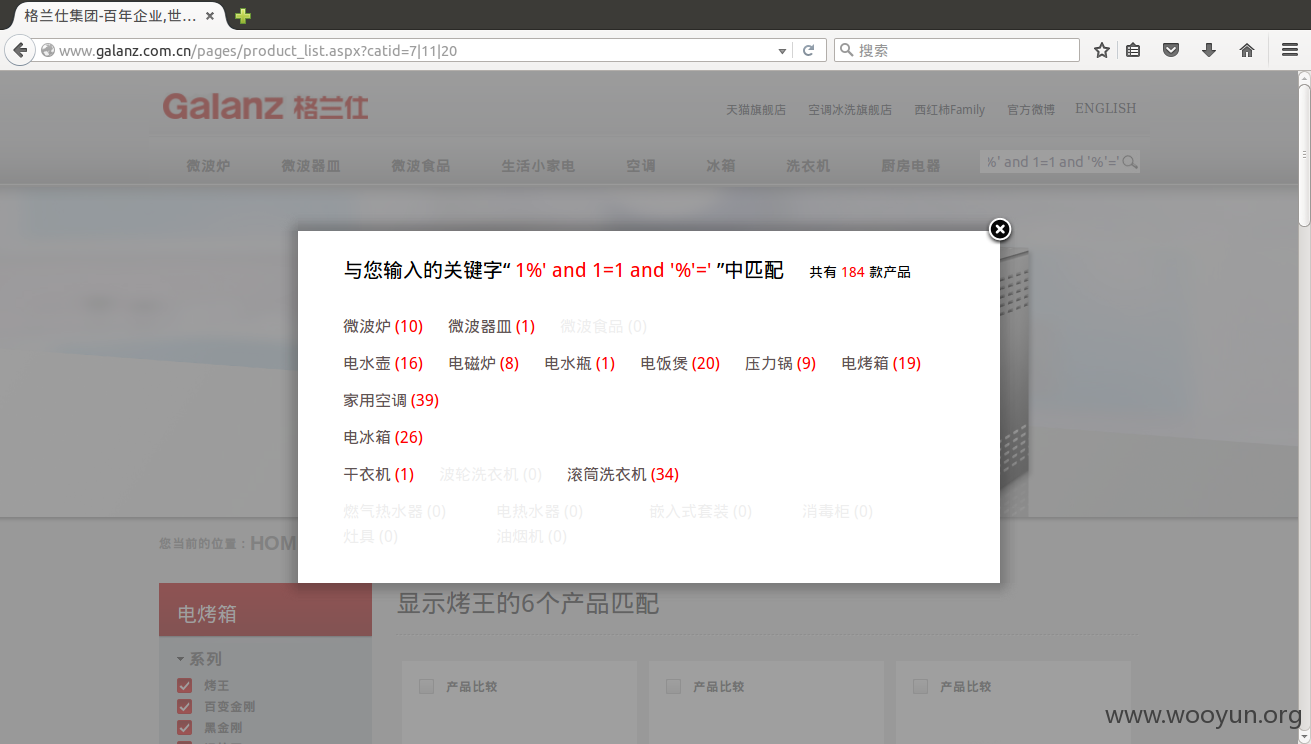 格兰仕集团-百年企业,世...
www.galanz.com.cn/pages/product_list.aspx?catid=7|11|20
搜索
Galanz 格兰仕
天猫旗舰店 空调冰洗旗舰店 西红柿Family 官方微博 ENGLISH
微波炉 微波器皿 微波食品 生活小家电 空调 冰箱 洗衣机 厨房电器
%' and 1=1 and '%'='
与您输入的关键字“ 1%' and 1=1 and '%'=' ”中匹配 共有 184 款产品
微波炉 (10) 微波器皿 (1) 微波食品 (0)
电水壶 (16) 电磁炉 (8) 电水瓶 (1) 电饭煲 (20) 压力锅 (9) 电烤箱 (19)
家用空调 (39)
电冰箱 (26)
干衣机 (1) 波轮洗衣机 (0) 滚筒洗衣机 (34)
燃气热水器 (0) 电热水器 (0) 嵌入式套装 (0) 消毒柜 (0)
灶具 (0) 油烟机 (0)
您当前的位置：HOM
电烤箱
显示烤王的6个产品匹配
系列
烤王
百变金刚
黑金刚
产品比较 产品比较 产品比较
www.wooyun.org